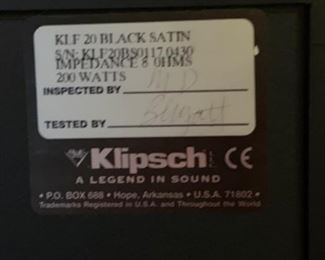 KLF 20 BLACK SATIN
S/N: KLF20BS0117 0430
IMPEDANCE 8 OHMS
200 WATTS
INSPECTED BY
TESTED BY
Klipsch LLC CE
A LEGEND IN SOUND
• P.O. BOX 688 • Hope, Arkansas • U.S.A. 71802 •
Trademarks Registered in U.S.A. and Throughout the World